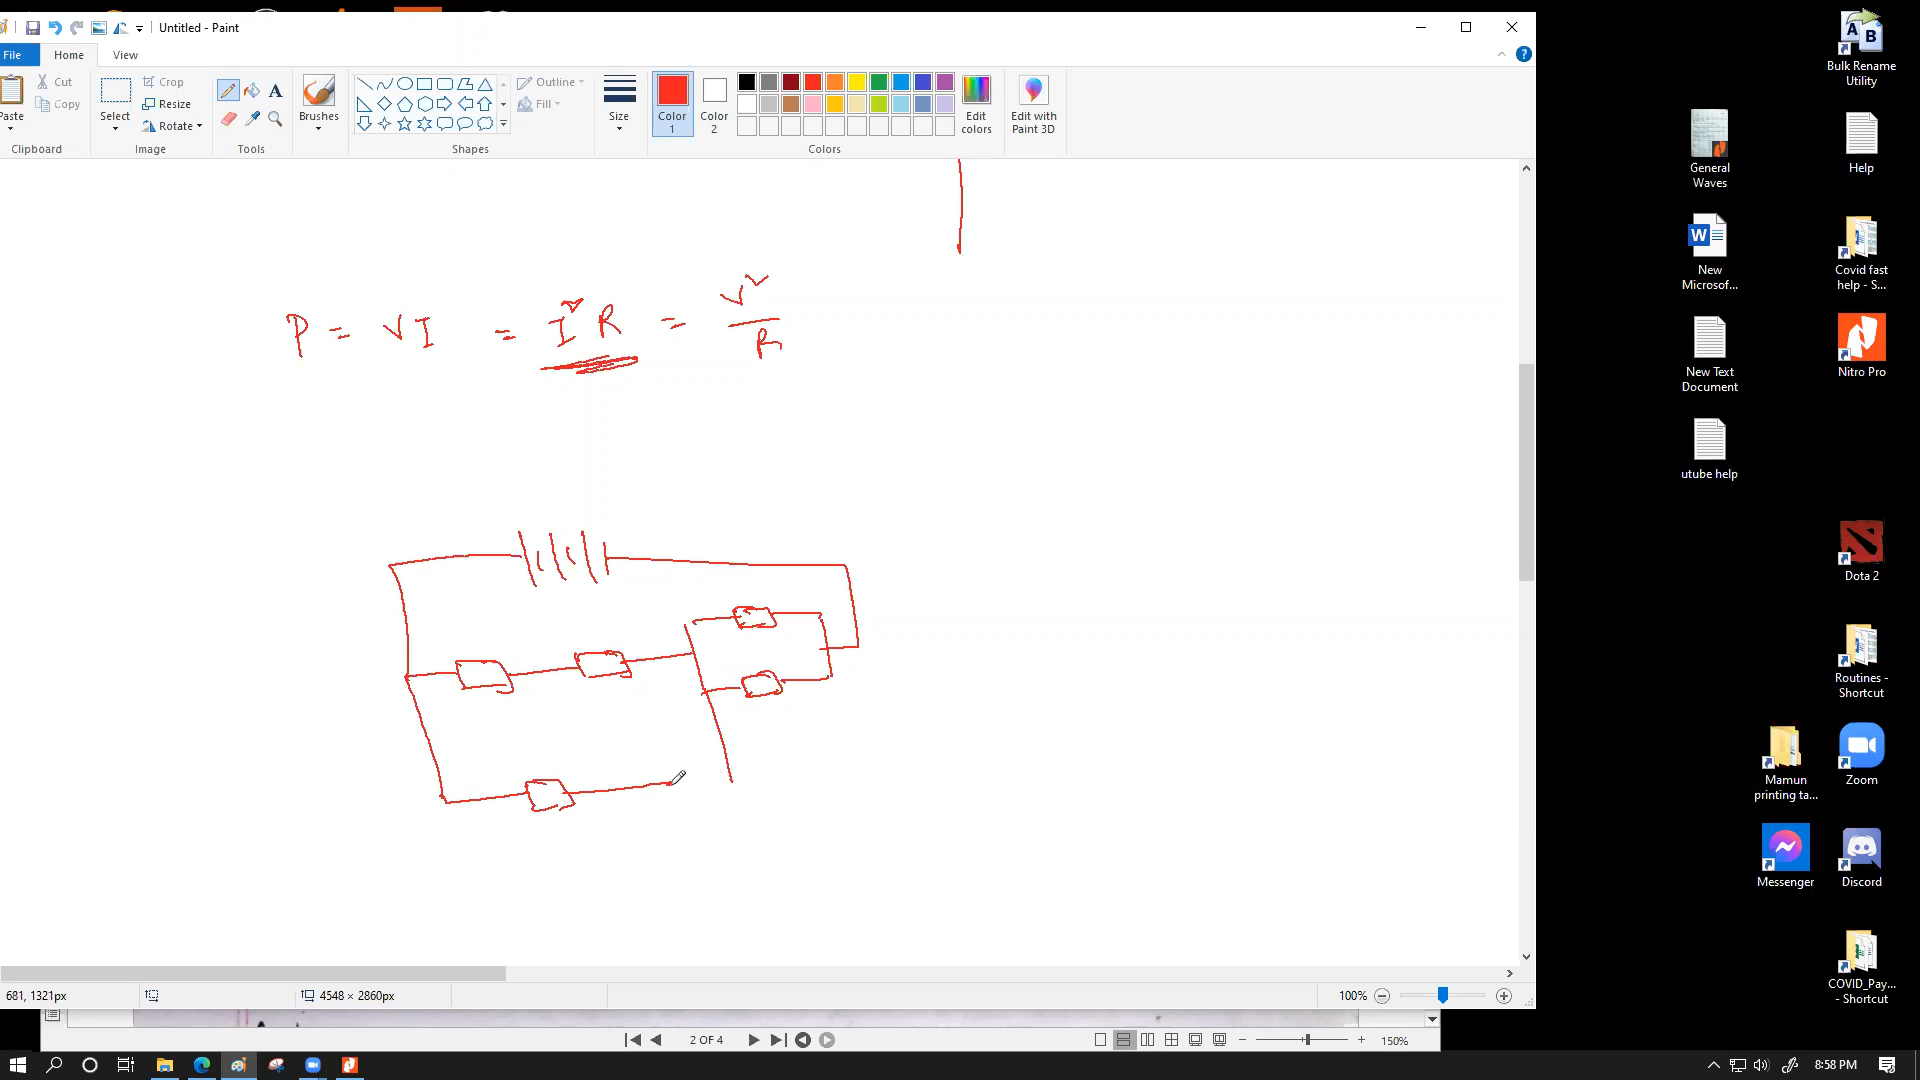 Untitled - Paint
File
Home
View
Paste
Cut
Copy
Clipboard
Select
Crop
Resize
Rotate
Image
A
Tools
Brushes
Shapes
Outline
Fill
Size
Color
1
Color
2
Edit
colors
Colors
Edit with
Paint 3D
P = VI = I² R = V²
R
681, 1321px
4548 × 2860px
100%
2 OF 4
150%
8:58 PM
Bulk Rename
Utility
General
Waves
Help
New
Microsof...
Covid fast
help - S...
New Text
Document
Nitro Pro
utube help
Dota 2
Routines -
Shortcut
Mamun
printing ta...
Zoom
Messenger
Discord
COVID_Pay...
- Shortcut